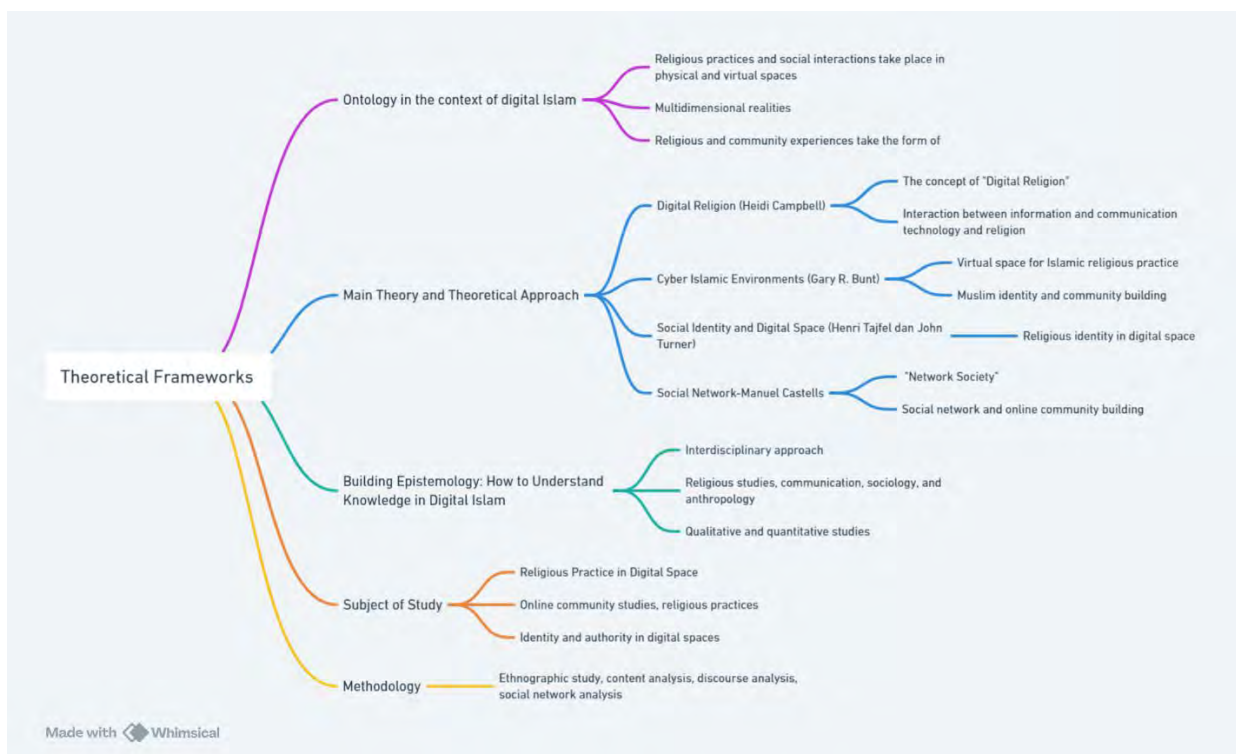 Theoretical Frameworks
Ontology in the context of digital Islam
Religious practices and social interactions take place in
physical and virtual spaces
Multidimensional realities
Religious and community experiences take the form of
Main Theory and Theoretical Approach
Digital Religion (Heidi Campbell)
The concept of "Digital Religion"
Interaction between information and communication
technology and religion
Cyber Islamic Environments (Gary R. Bunt)
Virtual space for Islamic religious practice
Muslim identity and community building
Social Identity and Digital Space (Henri Tajfel dan John
Turner)
Religious identity in digital space
Social Network-Manuel Castells
"Network Society"
Social network and online community building
Building Epistemology: How to Understand
Knowledge in Digital Islam
Interdisciplinary approach
Religious studies, communication, sociology, and
anthropology
Qualitative and quantitative studies
Subject of Study
Religious Practice in Digital Space
Online community studies, religious practices
Identity and authority in digital spaces
Methodology
Ethnographic study, content analysis, discourse analysis,
social network analysis
Made with Whimsical